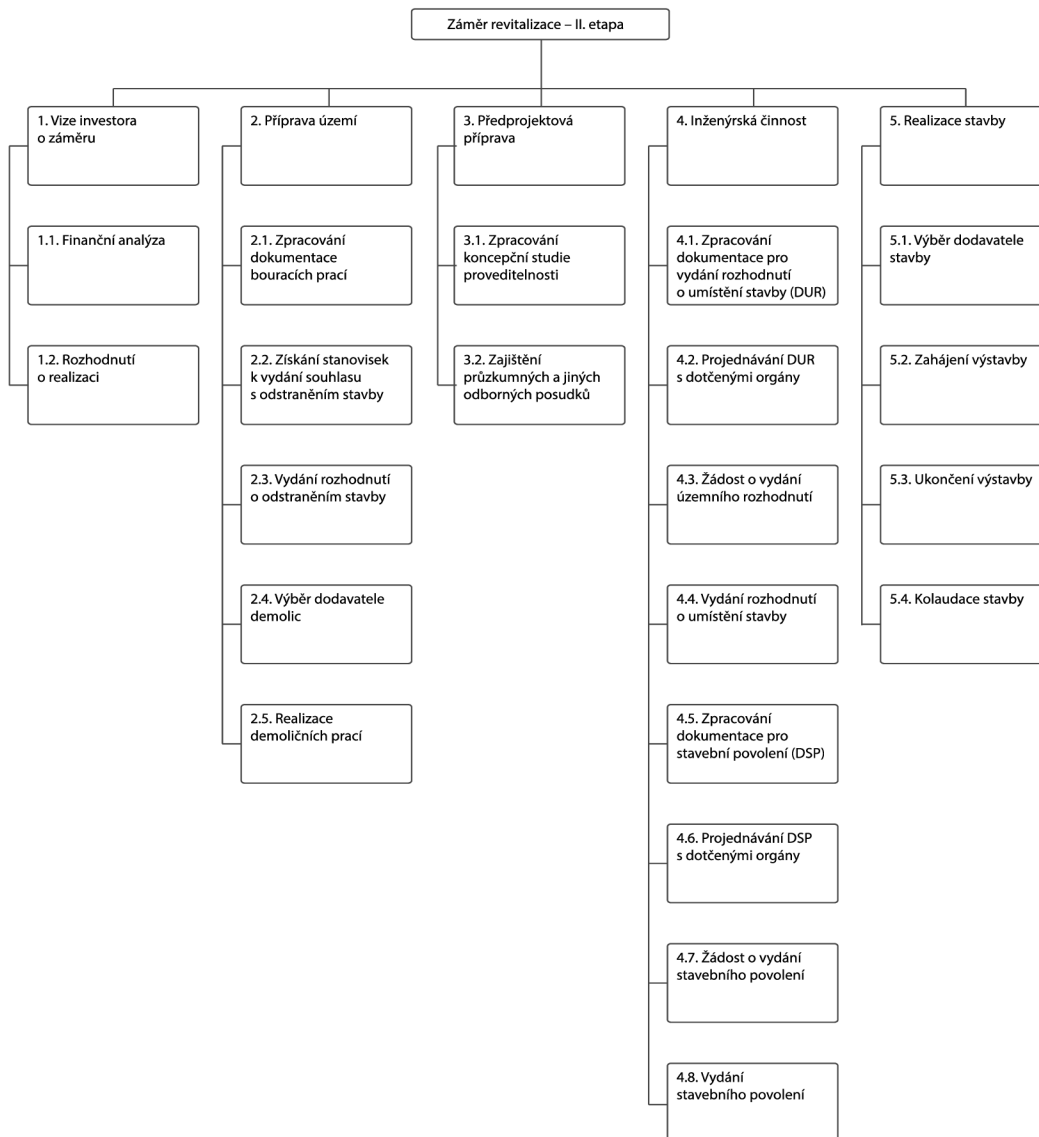 Záměr revitalizace – II. etapa
1. Vize investora
o záměru
1.1. Finanční analýza
1.2. Rozhodnutí
o realizaci
2. Příprava území
2.1. Zpracování
dokumentace
bouracích prací
2.2. Získání stanovisek
k vydání souhlasu
s odstraněním stavby
2.3. Vydání rozhodnutí
o odstraněním stavby
2.4. Výběr dodavatele
demolic
2.5. Realizace
demoličních prací
3. Předprojektová
příprava
3.1. Zpracování
koncepční studie
proveditelnosti
3.2. Zajištění
průzkumných a jiných
odborných posudků
4. Inženýrská činnost
4.1. Zpracování
dokumentace pro
vydání rozhodnutí
o umístění stavby (DUR)
4.2. Projednávání DUR
s dotčenými orgány
4.3. Žádost o vydání
územního rozhodnutí
4.4. Vydání rozhodnutí
o umístění stavby
4.5. Zpracování
dokumentace pro
stavební povolení (DSP)
4.6. Projednávání DSP
s dotčenými orgány
4.7. Žádost o vydání
stavebního povolení
4.8. Vydání
stavebního povolení
5. Realizace stavby
5.1. Výběr dodavatele
stavby
5.2. Zahájení výstavby
5.3. Ukončení výstavby
5.4. Kolaudace stavby